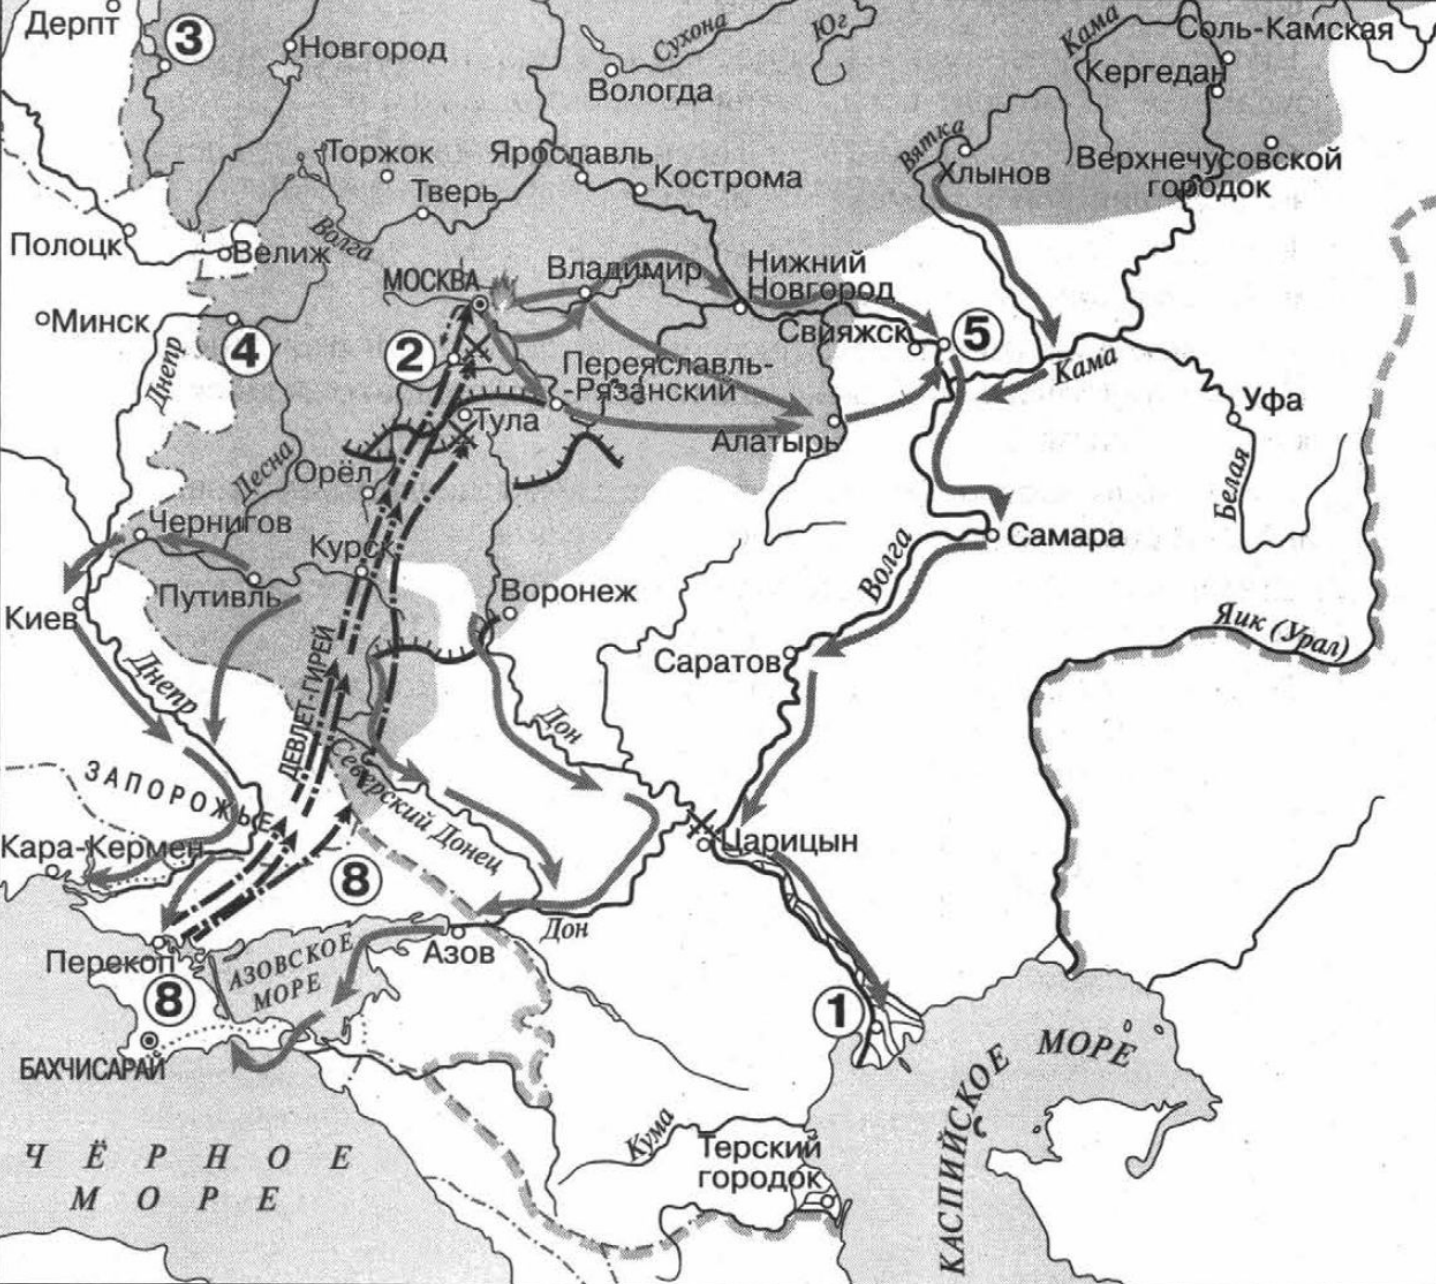 Дерпт
3
Новгород
Сухона
Юг
Кама
Соль-Камская
Кергедан
Вологда
Вятка
Хлынов
Верхнечусовской
городок
Торжок
Ярославль
Кострома
Тверь
Полоцк
Велиж
Волга
МОСКВА
Владимир
Нижний
Новгород
Минск
Днепр
4
2
Свияжск
5
Кама
Переяславль-
-Рязанский
Тула
Алатырь
Уфа
Белая
Десна
Орёл
Чернигов
Курск
Самара
Волга
Путивль
Воронеж
Киев
Яик (Урал)
Саратов
Днепр
ДЕВЛЕТ-ГИРЕЙ
Дон
ЗАПОРОЖЬЕ
Северский Донец
Кара-Кермен
Царицын
8
Дон
Азов
Перекоп
АЗОВСКОЕ
МОРЕ
8
1
БАХЧИСАРАЙ
КАСПИЙСКОЕ МОРЕ
Кума
Терский
городок
ЧЁРНОЕ
МОРЕ